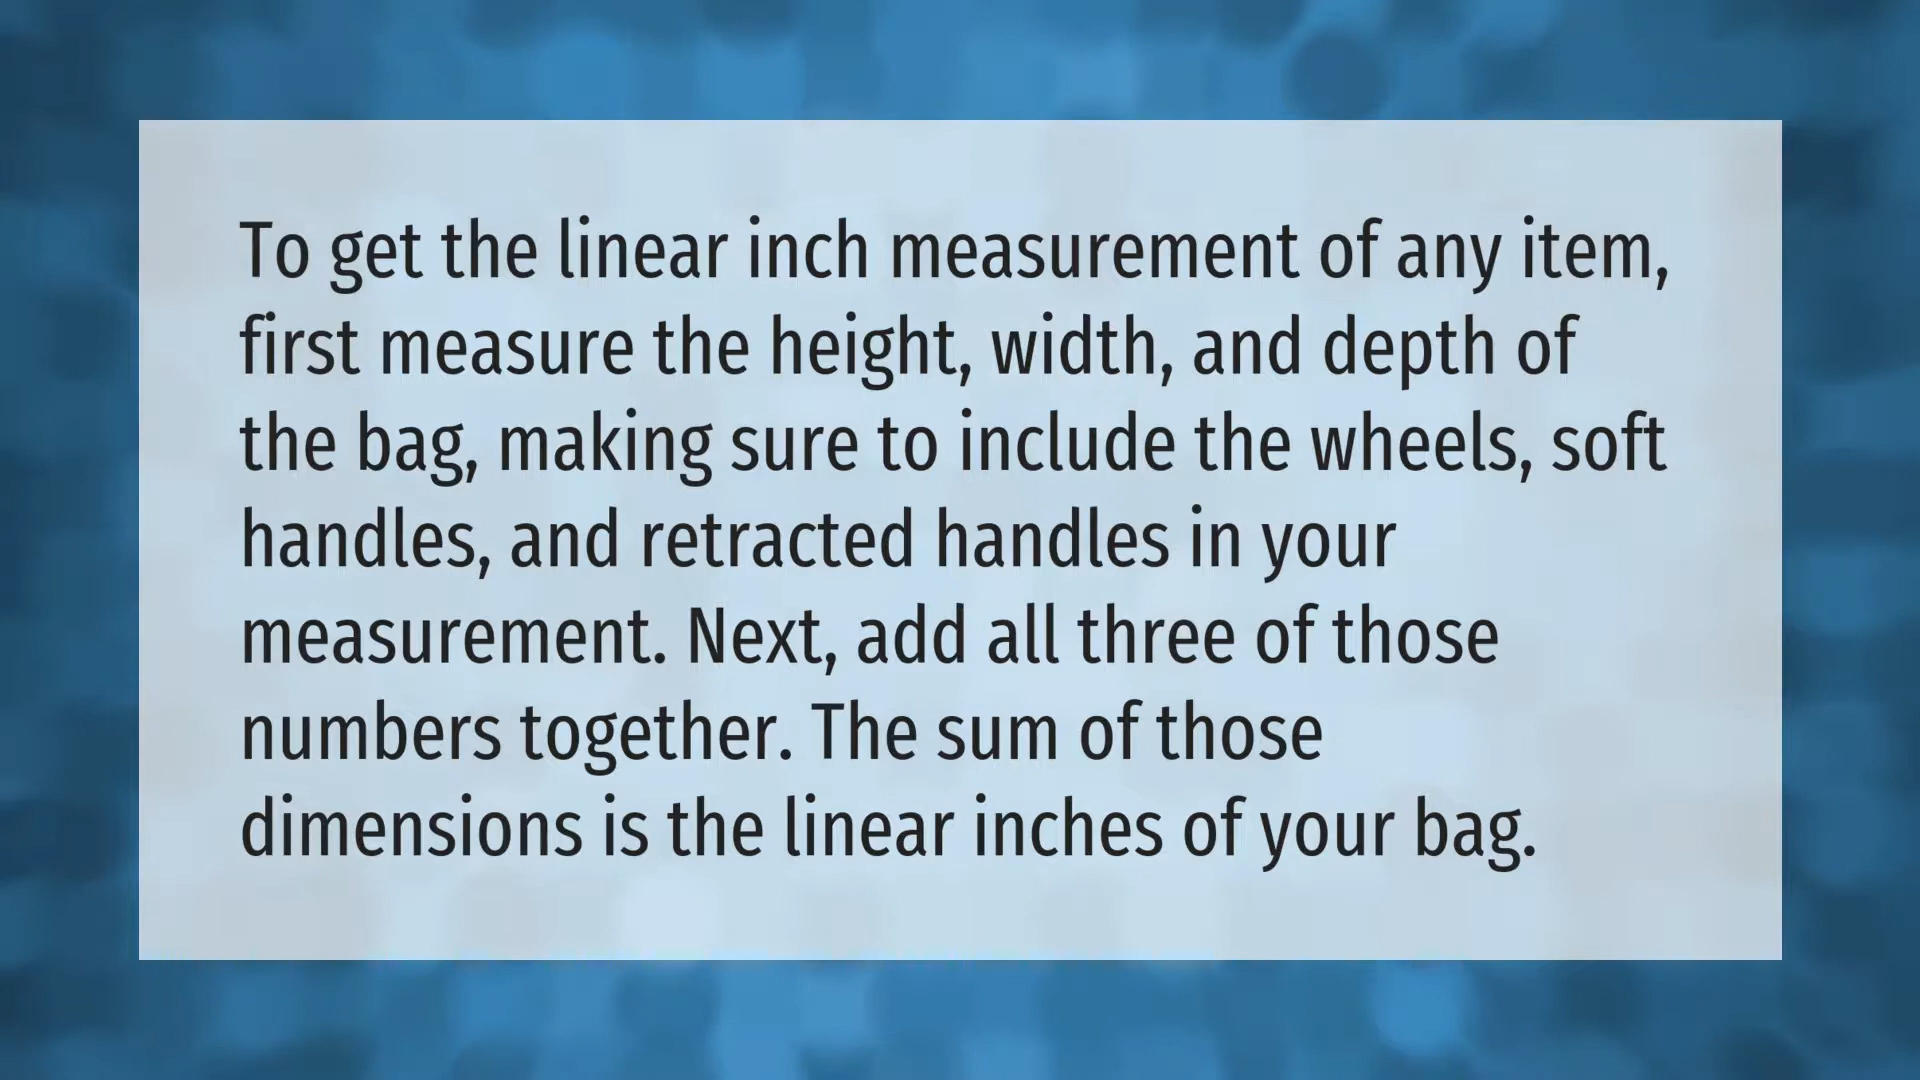 To get the linear inch measurement of any item,
first measure the height, width, and depth of
the bag, making sure to include the wheels, soft
handles, and retracted handles in your
measurement. Next, add all three of those
numbers together. The sum of those
dimensions is the linear inches of your bag.